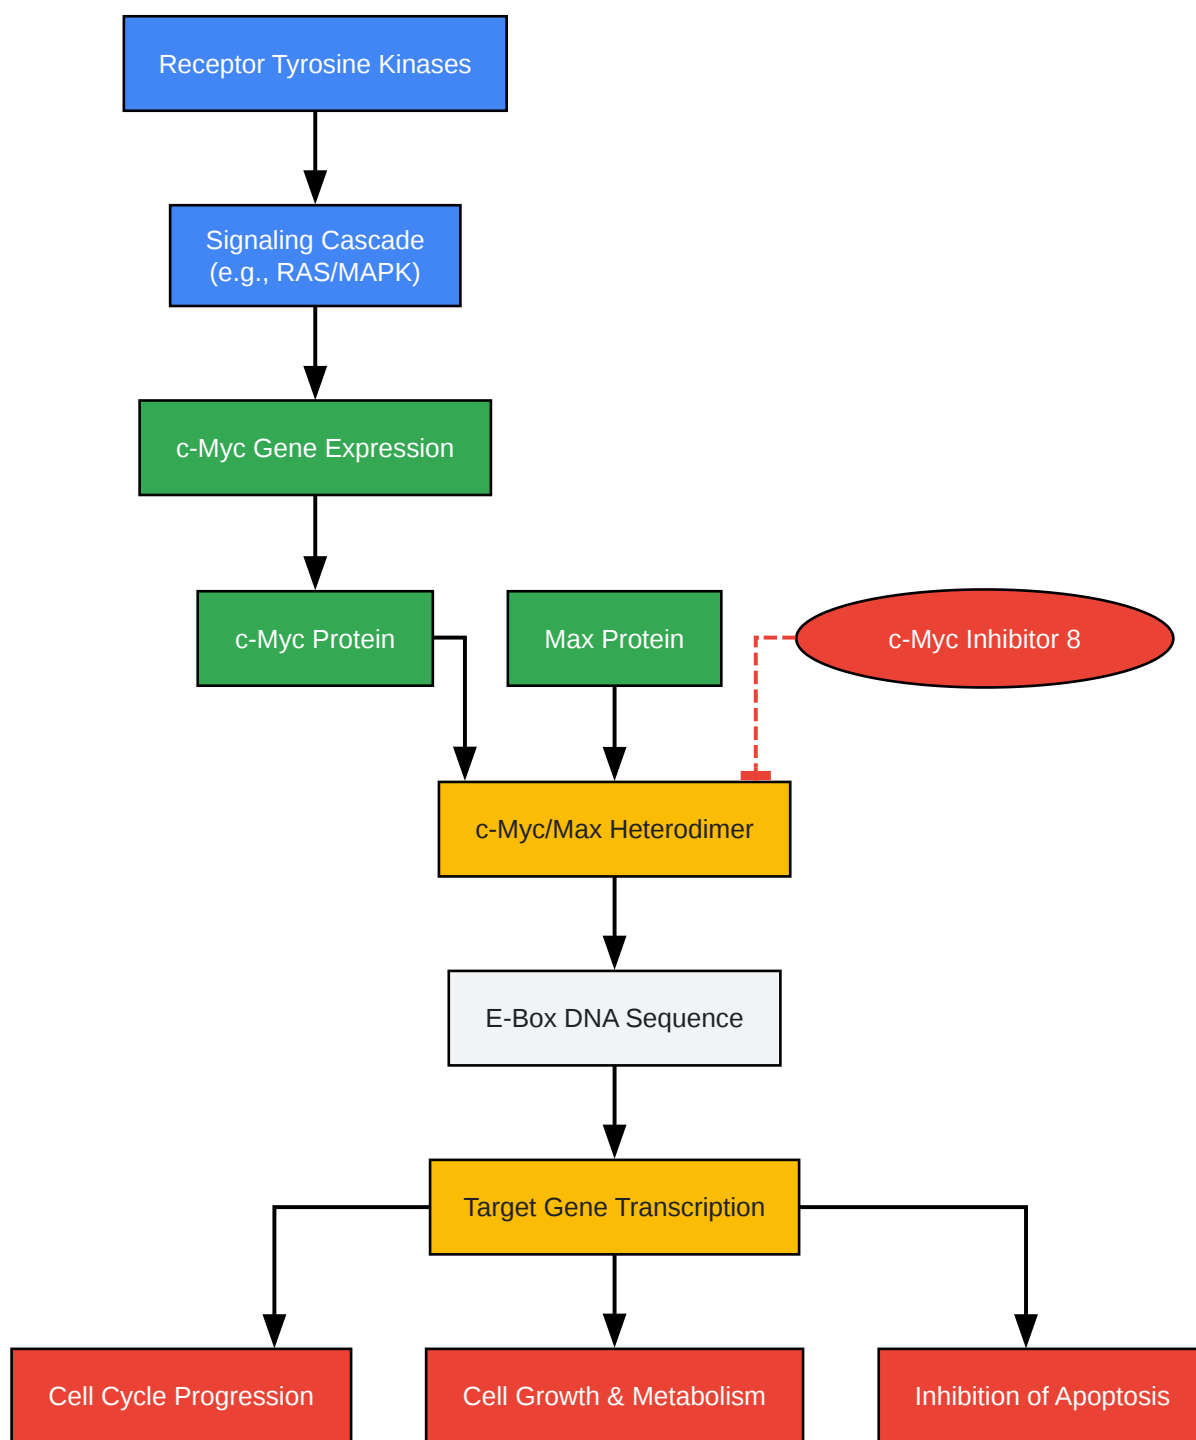 Receptor Tyrosine Kinases
Signaling Cascade
(e.g., RAS/MAPK)
c-Myc Gene Expression
c-Myc Protein
Max Protein
c-Myc Inhibitor 8
c-Myc/Max Heterodimer
E-Box DNA Sequence
Target Gene Transcription
Cell Cycle Progression
Cell Growth & Metabolism
Inhibition of Apoptosis